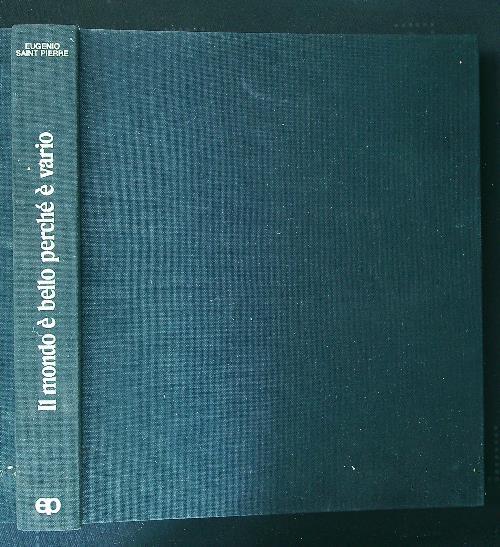 EUGENIO
SAINT PIERRE
Il mondo è bello perché è vario
ep